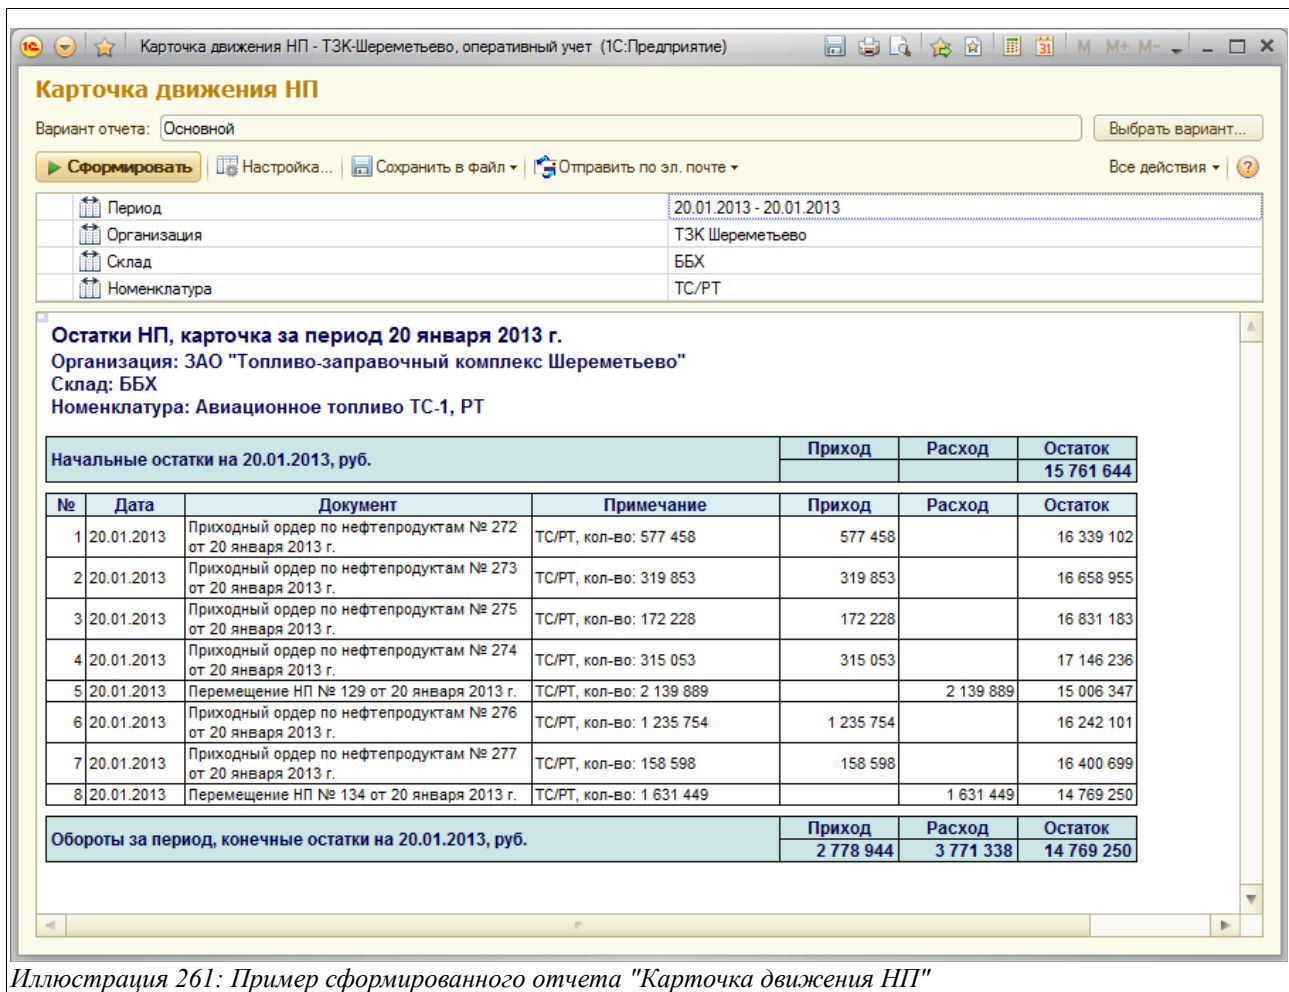 Карточка движения НП - ТЗК-Шереметьево, оперативный учет (1С:Предприятие)
31 M M+ M-
Карточка движения НП
Вариант отчета: Основной Выбрать вариант...
Сформировать Настройка... Сохранить в файл Отправить по эл. почте Все действия ?
Период 20.01.2013 - 20.01.2013
Организация ТЗК Шереметьево
Склад ББХ
Номенклатура ТС/РТ
Остатки НП, карточка за период 20 января 2013 г.
Организация: ЗАО "Топливо-заправочный комплекс Шереметьево"
Склад: ББХ
Номенклатура: Авиационное топливо ТС-1, РТ
Начальные остатки на 20.01.2013, руб. Приход Расход Остаток
15 761 644
№ Дата Документ Примечание Приход Расход Остаток
1 20.01.2013 Приходный ордер по нефтепродуктам № 272 от 20 января 2013 г. ТС/РТ, кол-во: 577 458 577 458 16 339 102
2 20.01.2013 Приходный ордер по нефтепродуктам № 273 от 20 января 2013 г. ТС/РТ, кол-во: 319 853 319 853 16 658 955
3 20.01.2013 Приходный ордер по нефтепродуктам № 275 от 20 января 2013 г. ТС/РТ, кол-во: 172 228 172 228 16 831 183
4 20.01.2013 Приходный ордер по нефтепродуктам № 274 от 20 января 2013 г. ТС/РТ, кол-во: 315 053 315 053 17 146 236
5 20.01.2013 Перемещение НП № 129 от 20 января 2013 г. ТС/РТ, кол-во: 2 139 889 2 139 889 15 006 347
6 20.01.2013 Приходный ордер по нефтепродуктам № 276 от 20 января 2013 г. ТС/РТ, кол-во: 1 235 754 1 235 754 16 242 101
7 20.01.2013 Приходный ордер по нефтепродуктам № 277 от 20 января 2013 г. ТС/РТ, кол-во: 158 598 158 598 16 400 699
8 20.01.2013 Перемещение НП № 134 от 20 января 2013 г. ТС/РТ, кол-во: 1 631 449 1 631 449 14 769 250
Обороты за период, конечные остатки на 20.01.2013, руб. Приход Расход Остаток
2 778 944 3 771 338 14 769 250
Иллюстрация 261: Пример сформированного отчета "Карточка движения НП"